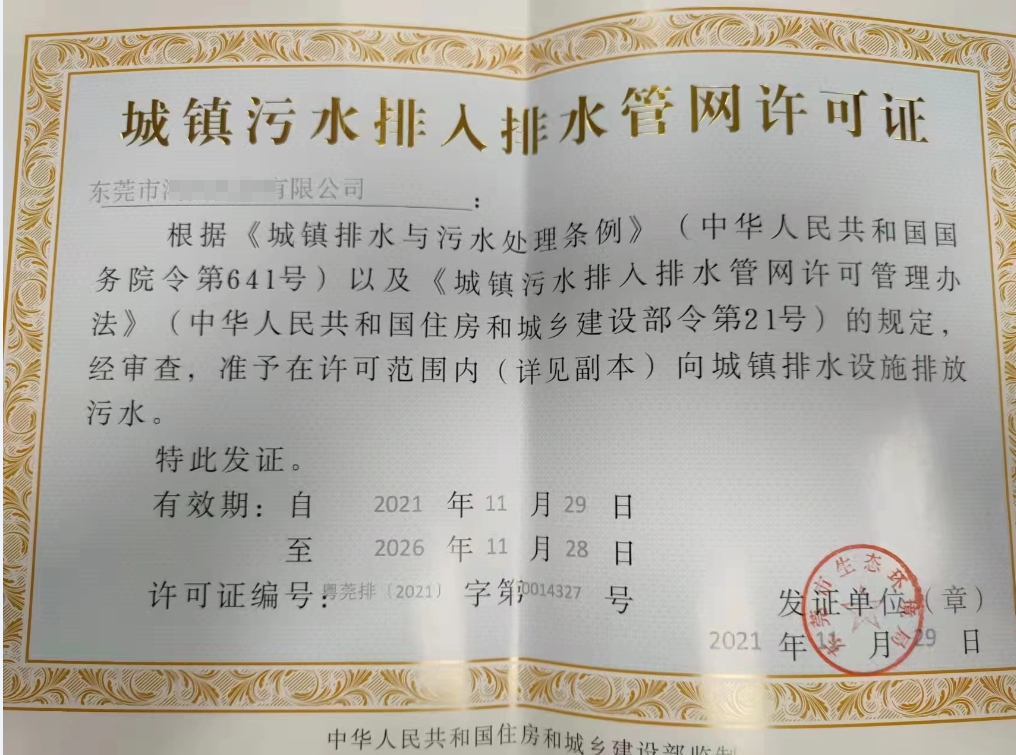 城镇污水排入排水管网许可证
东莞市 有限公司：
根据《城镇排水与污水处理条例》（中华人民共和国国
务院令第641号）以及《城镇污水排入排水管网许可管理办
法》（中华人民共和国住房和城乡建设部令第21号）的规定，
经审查，准予在许可范围内（详见副本）向城镇排水设施排放
污水。
特此发证。
有效期：自 2021 年 11 月 29 日
至 2026 年 11 月 28 日
许可证编号：粤莞排〔2021〕字第0014327号
东莞市生态环境局
发证单位（章）
2021 年 11 月 29 日
中华人民共和国住房和城乡建设部监制